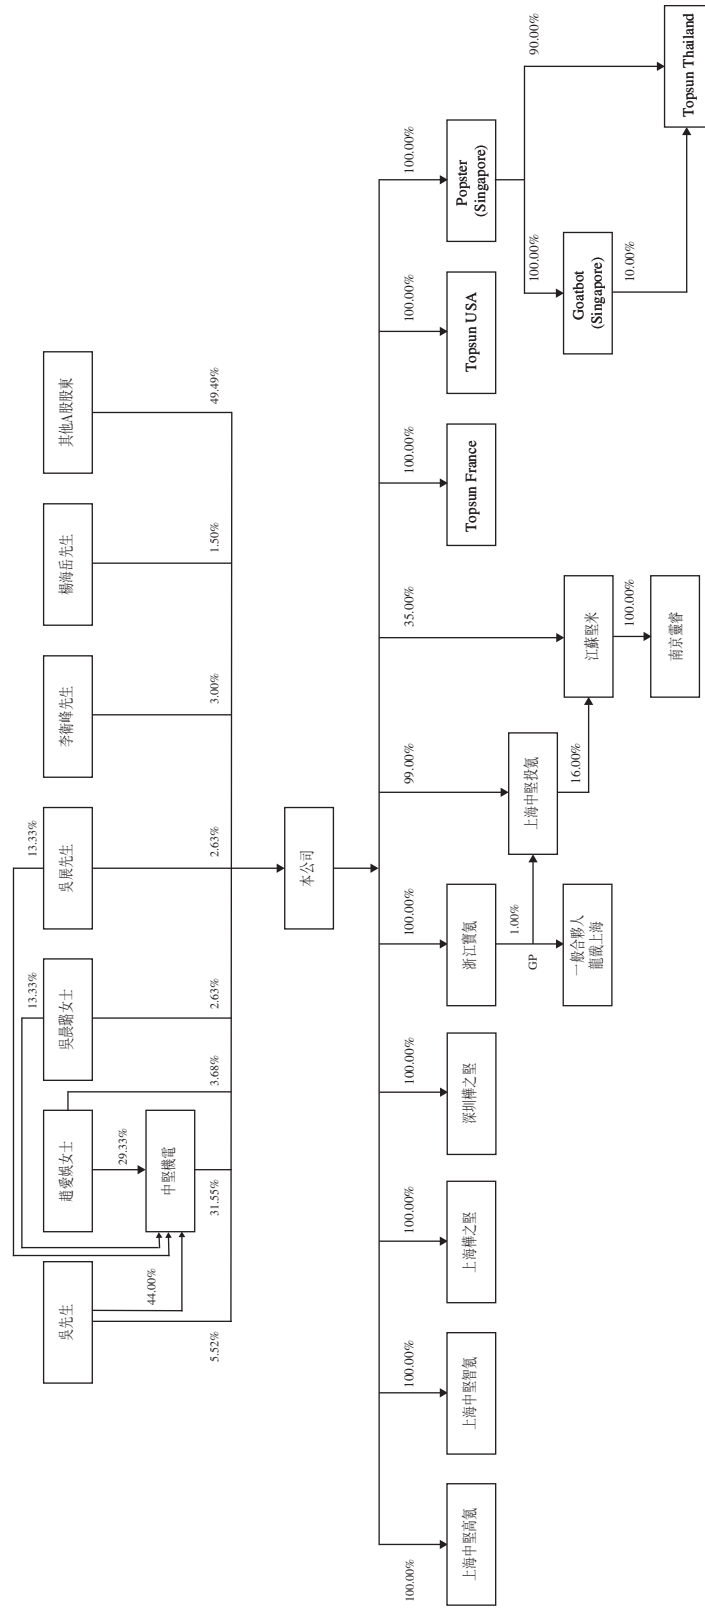 吳先生
趙愛娛女士
吳晨璐女士
吳展先生
李衛峰先生
楊海岳先生
其他A股股東
13.33%
13.33%
44.00%
29.33%
中堅機電
5.52%
31.55%
3.68%
2.63%
2.63%
3.00%
1.50%
49.49%
本公司
100.00%
100.00%
100.00%
100.00%
100.00%
99.00%
35.00%
100.00%
100.00%
100.00%
上海中堅高氪
上海中堅智氪
上海樺之堅
深圳樺之堅
浙江寶氪
Topsun France
Topsun USA
Popster
(Singapore)
GP
1.00%
上海中堅投氪
16.00%
一般合夥人
龍戩上海
江蘇堅米
100.00%
南京靈睿
100.00%
90.00%
Goatbot
(Singapore)
10.00%
Topsun Thailand